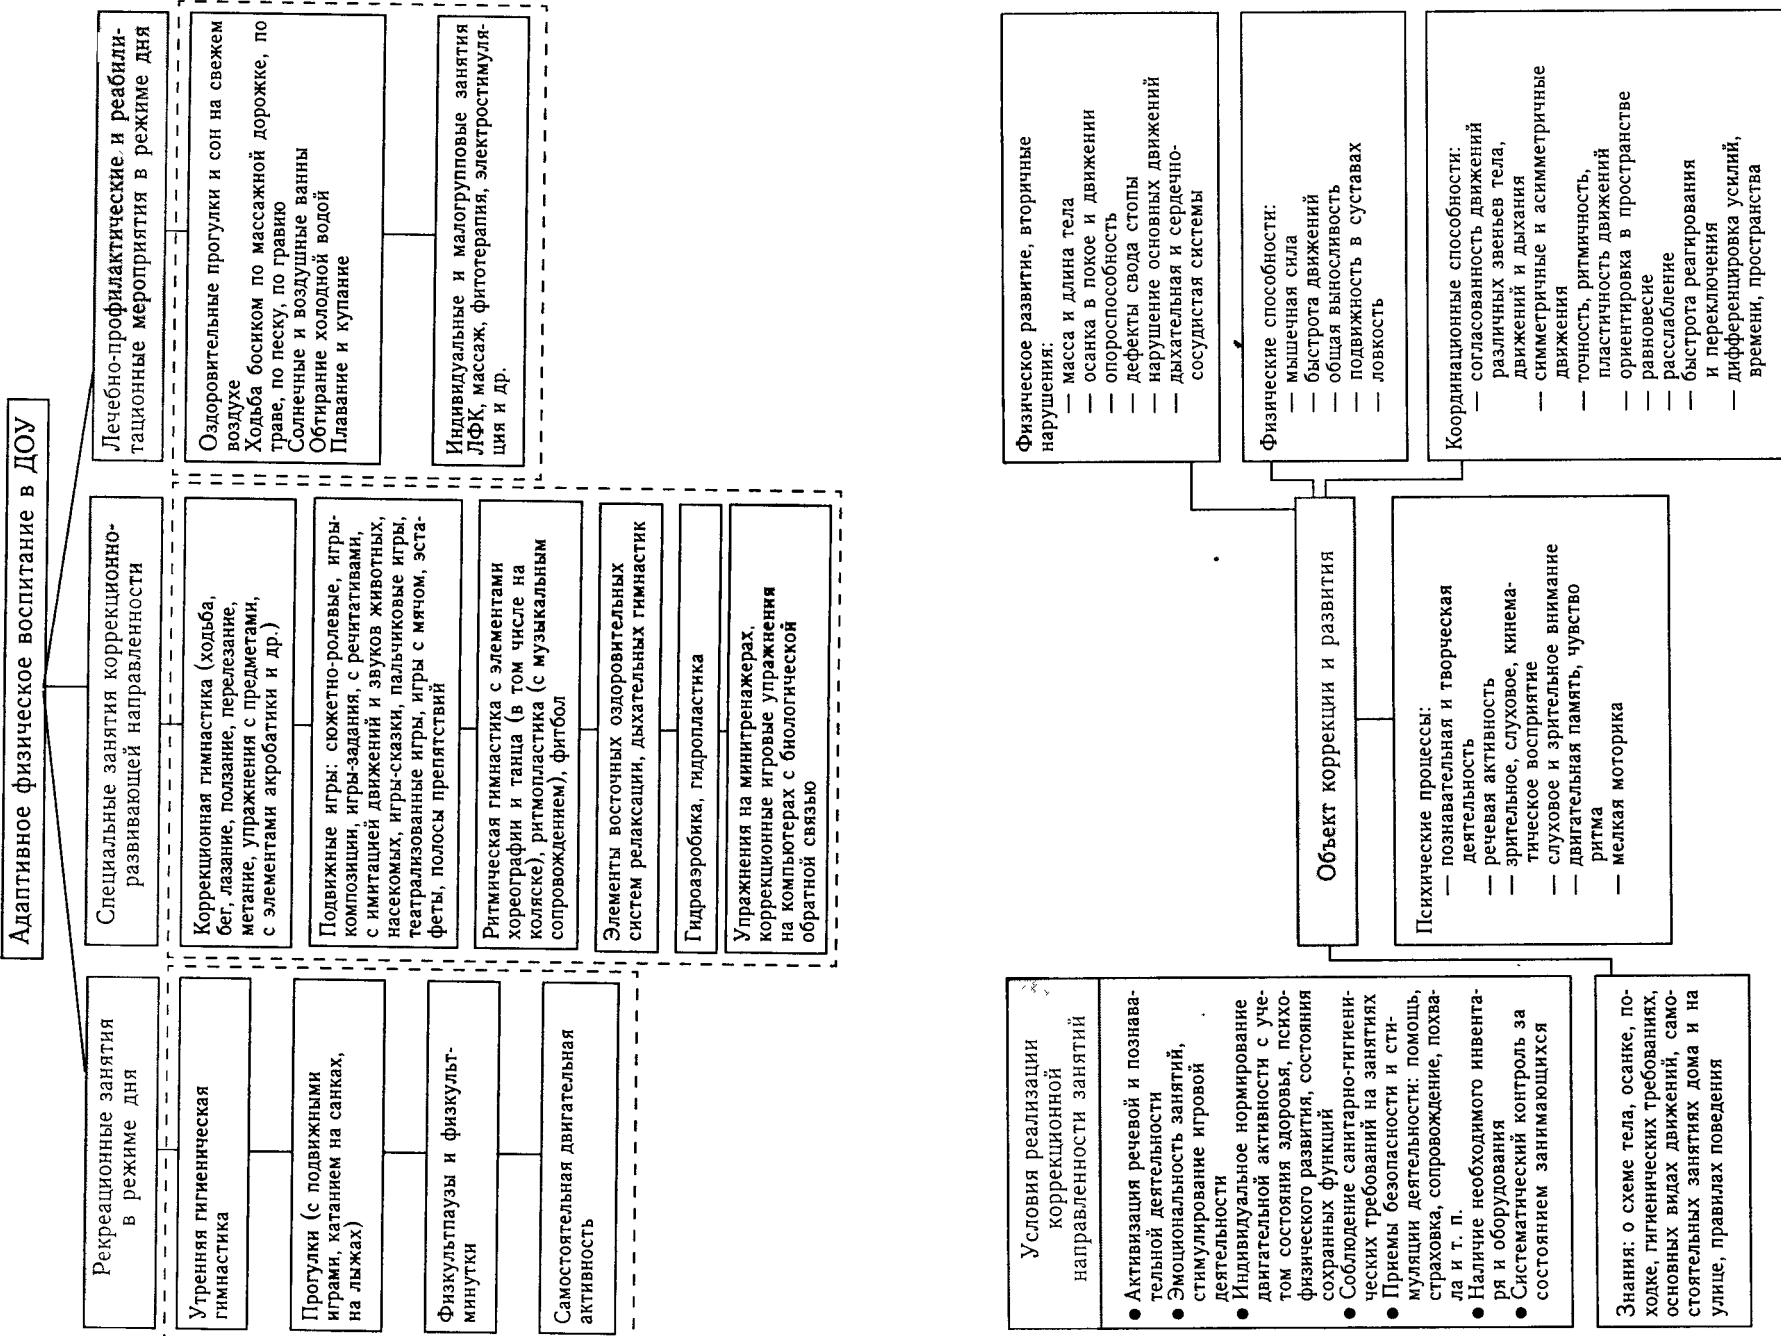 Адаптивное физическое воспитание в ДОУ
Рекреационные занятия
в режиме дня
Утренняя гигиеническая
гимнастика
Прогулки (с подвижными
играми, катанием на санках,
на лыжах)
Физкультпаузы и физкульт-
минутки
Самостоятельная двигательная
активность
Специальные занятия коррекционно-
развивающей направленности
Коррекционная гимнастика (ходьба,
бег, лазание, ползание, перелезание,
метание, упражнения с предметами,
с элементами акробатики и др.)
Подвижные игры: сюжетно-ролевые, игры-
композиции, игры-задания, с речитативами,
с имитацией движений и звуков животных,
насекомых, игры-сказки, пальчиковые игры,
театрализованные игры, игры с мячом, эста-
феты, полосы препятствий
Ритмическая гимнастика с элементами
хореографии и танца (в том числе на
коляске), ритмопластика (с музыкальным
сопровождением), фитбол
Элементы восточных оздоровительных
систем релаксации, дыхательных гимнастик
Гидроаэробика, гидропластика
Упражнения на минитренажерах,
коррекционные игровые упражнения
на компьютерах с биологической
обратной связью
Лечебно-профилактические и реабили-
тационные мероприятия в режиме дня
Оздоровительные прогулки и сон на свежем
воздухе
Ходьба босиком по массажной дорожке, по
траве, по песку, по гравию
Солнечные и воздушные ванны
Обтирание холодной водой
Плавание и купание
Индивидуальные и малогрупповые занятия
ЛФК, массаж, фитотерапия, электростимуля-
ция и др.
Условия реализации
коррекционной
направленности занятий
● Активизация речевой и познава-
тельной деятельности
● Эмоциональность занятий,
стимулирование игровой
деятельности
● Индивидуальное нормирование
двигательной активности с уче-
том состояния здоровья, психо-
физического развития, состояния
сохранных функций
● Соблюдение санитарно-гигиени-
ческих требований на занятиях
● Приемы безопасности и сти-
муляции деятельности: помощь,
страховка, сопровождение, похва-
ла и т. п.
● Наличие необходимого инвента-
ря и оборудования
● Систематический контроль за
состоянием занимающихся
Знания: о схеме тела, осанке, по-
ходке, гигиенических требованиях,
основных видах движений, само-
стоятельных занятиях дома и на
улице, правилах поведения
Объект коррекции и развития
Психические процессы:
— познавательная и творческая
деятельность
— речевая активность
— зрительное, слуховое, кинема-
тическое восприятие
— слуховое и зрительное внимание
— двигательная память, чувство
ритма
— мелкая моторика
Физическое развитие, вторичные
нарушения:
— масса и длина тела
— осанка в покое и движении
— опороспособность
— дефекты свода стопы
— нарушение основных движений
— дыхательная и сердечно-
сосудистая системы
Физические способности:
— мышечная сила
— быстрота движений
— общая выносливость
— подвижность в суставах
— ловкость
Координационные способности:
— согласованность движений
различных звеньев тела,
движений и дыхания
— симметричные и асимметричные
движения
— точность, ритмичность,
пластичность движений
— ориентировка в пространстве
— равновесие
— расслабление
— быстрота реагирования
и переключения
— дифференцировка усилий,
времени, пространства